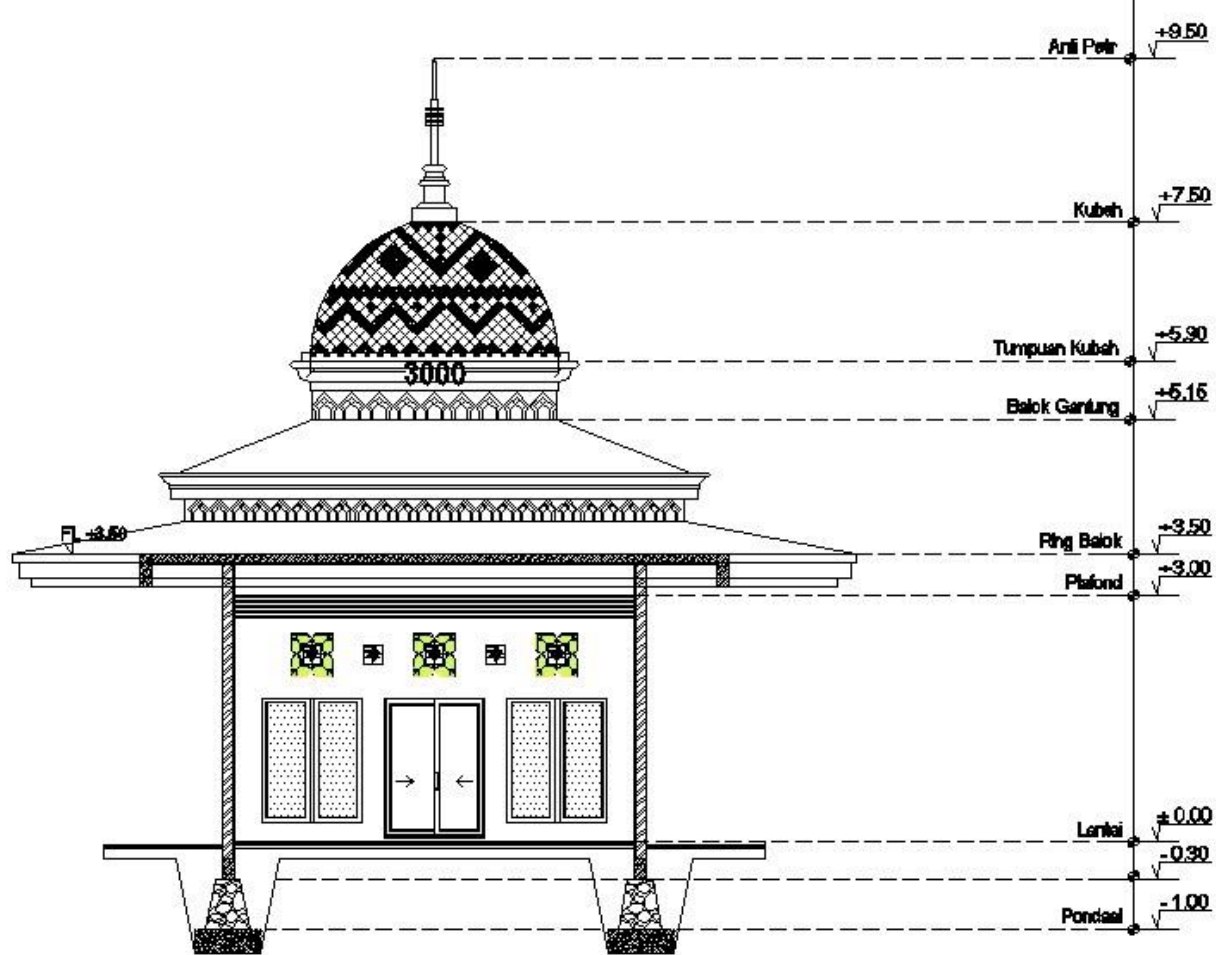 +9.50
Anti Petir
+7.50
Kubah
+5.90
Tumpuan Kubah
3000
+5.15
Balok Gantung
FL +3.50
+3.50
Ring Balok
+3.00
Plafond
± 0.00
Lantai
-0.30
-1.00
Pondasi